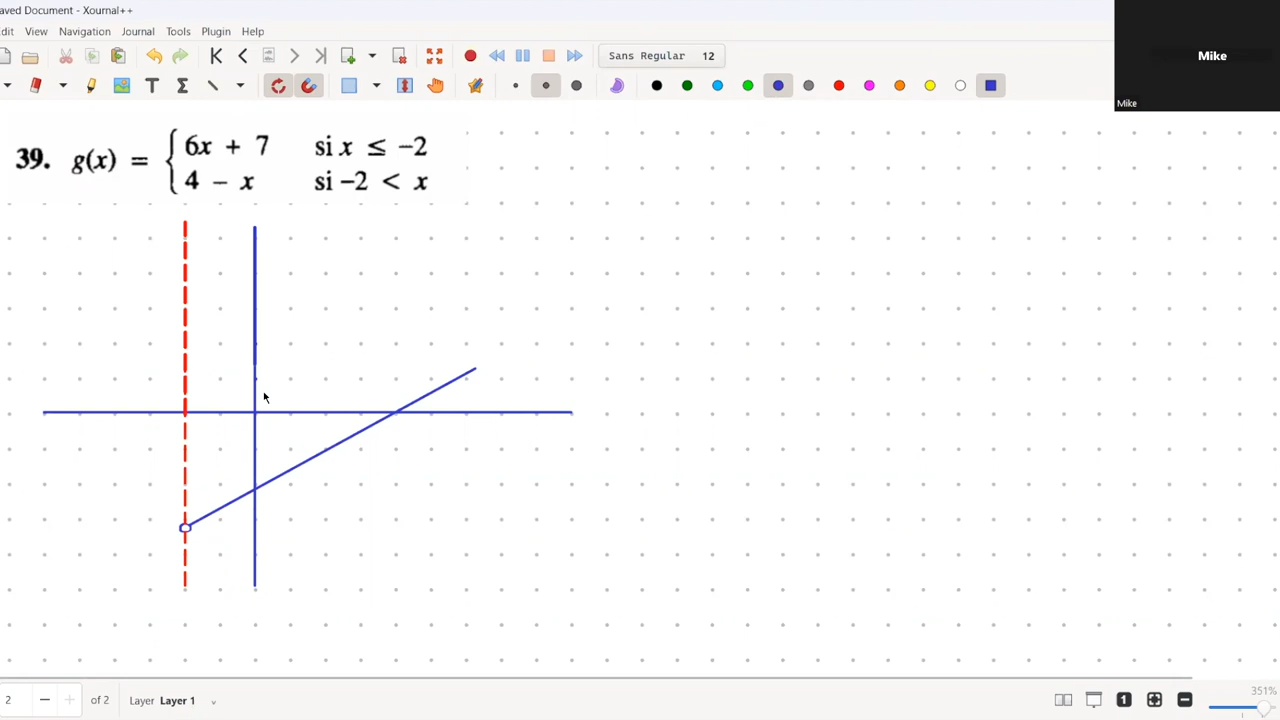 aved Document - Xournal++
dit View Navigation Journal Tools Plugin Help
Sans Regular 12
Mike
Mike
39. g(x) = { 6x + 7 si x ≤ -2
4 - x si -2 < x
2 of 2 Layer Layer 1
1
351%